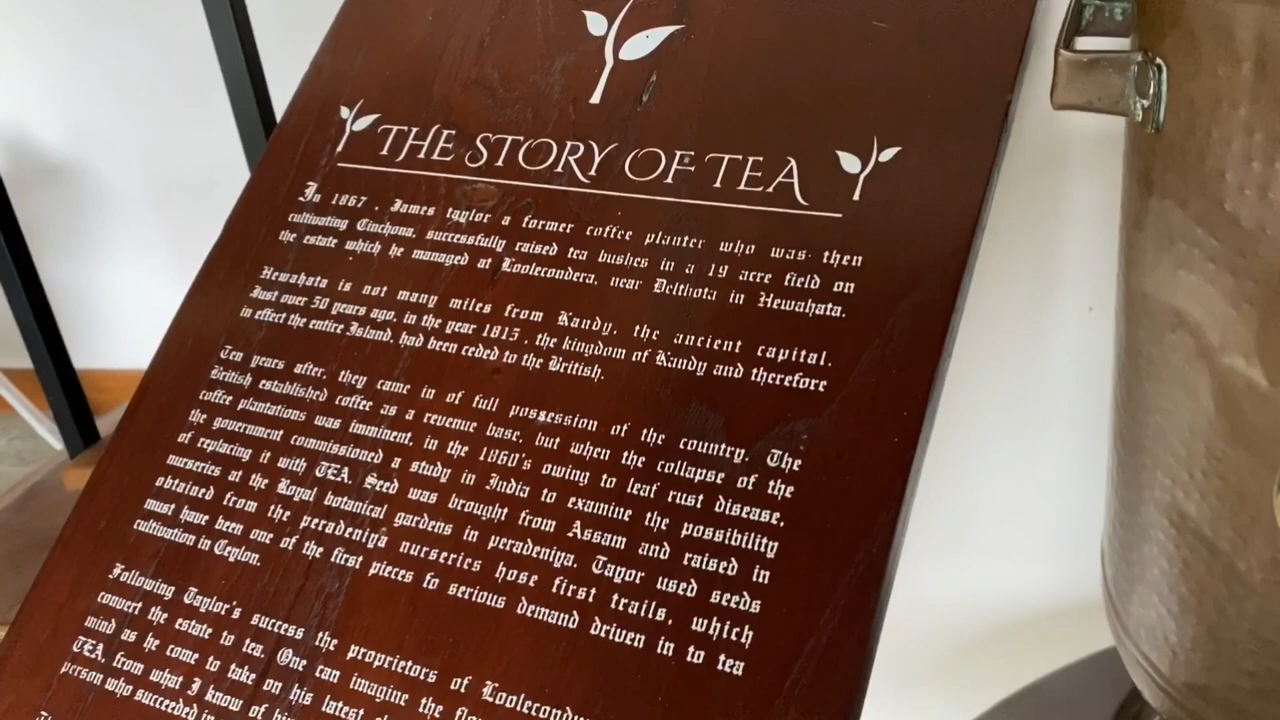 THE STORY OF TEA
In 1867 , James taylor a former coffee planter who was then
cultivating Cinchona, successfully raised tea bushes in a 19 acre field on
the estate which he managed at Loolecondera, near Delthota in Hewahata.
Hewahata is not many miles from Kandy, the ancient capital.
Just over 50 years ago, in the year 1815 , the kingdom of Kandy and therefore
in effect the entire Island, had been ceded to the British.
Ten years after, they came in of full possession of the country. The
British established coffee as a revenue base, but when the collapse of the
coffee plantations was imminent, in the 1860's owing to leaf rust disease,
the government commissioned a study in India to examine the possibility
of replacing it with TEA, Seed was brought from Assam and raised in
nurseries at the Royal botanical gardens in peradeniya. Tayor used seeds
obtained from the peradeniya nurseries hose first trails, which
must have been one of the first pieces fo serious demand driven in to tea
cultivation in Ceylon.
Following Taylor's success the proprietors of
convert the estate to tea. One can imagine the
mind as he come to take on his latest
TEA, from what I know of
person who succeeded in